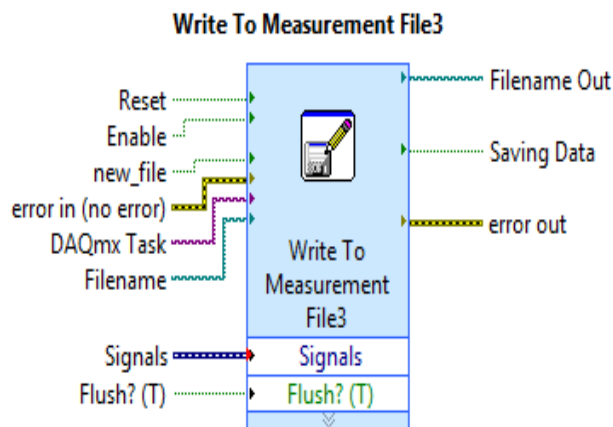 Write To Measurement File3
Reset
Enable
new_file
error in (no error)
DAQmx Task
Filename
Signals
Flush? (T)
Write To
Measurement
File3
Signals
Flush? (T)
Filename Out
Saving Data
error out